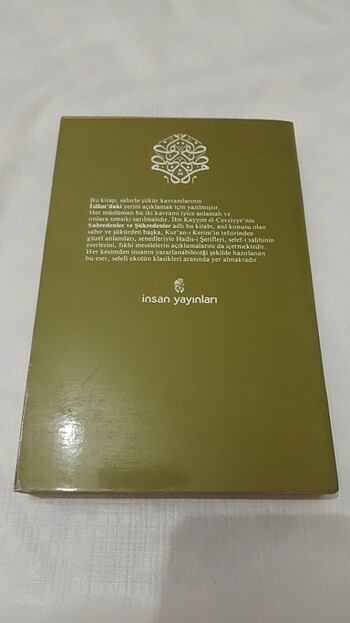 Bu kitap, sabırla şükür kavramlarının
İslâm'daki yerini açıklamak için yazılmıştır.
Her müslüman bu iki kavramı iyice anlamalı ve
onlara sımsıkı sarılmalıdır. İbn Kayyım el-Cevziyye'nin
Sabredenler ve Şükredenler adlı bu kitabı, asıl konusu olan
sabır ve şükürden başka, Kur'an-ı Kerim'in tefsirinden
güzel anlamları, senedleriyle Hadis-i Şerifleri, selef-i salihinin
eserlerini, fıkhi meselelerin açıklamalarını da içermektedir.
Her kesimden insanın yararlanabileceği şekilde hazırlanan
bu eser, selefi ekolün klasikleri arasında yer almaktadır.
insan yayınları